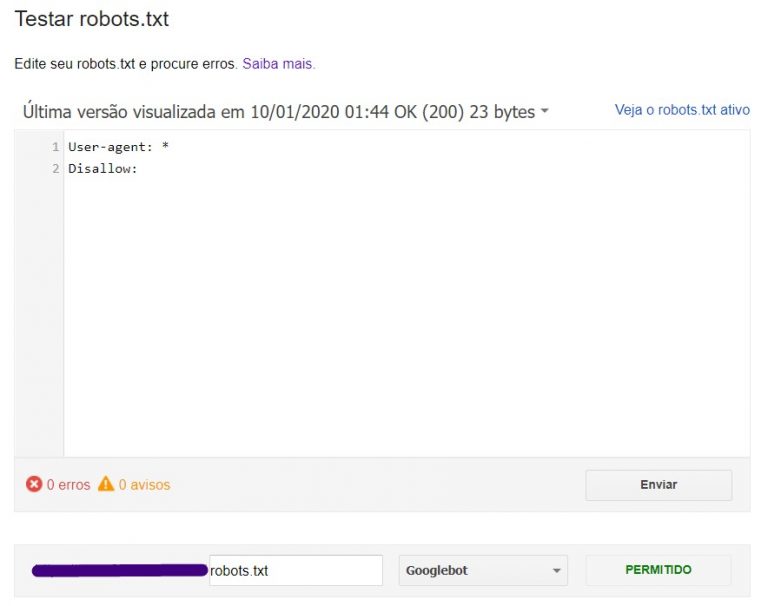 Testar robots.txt
Edite seu robots.txt e procure erros. Saiba mais.
Última versão visualizada em 10/01/2020 01:44 OK (200) 23 bytes
Veja o robots.txt ativo
1 User-agent: *
2 Disallow:
0 erros 0 avisos
Enviar
robots.txt Googlebot PERMITIDO